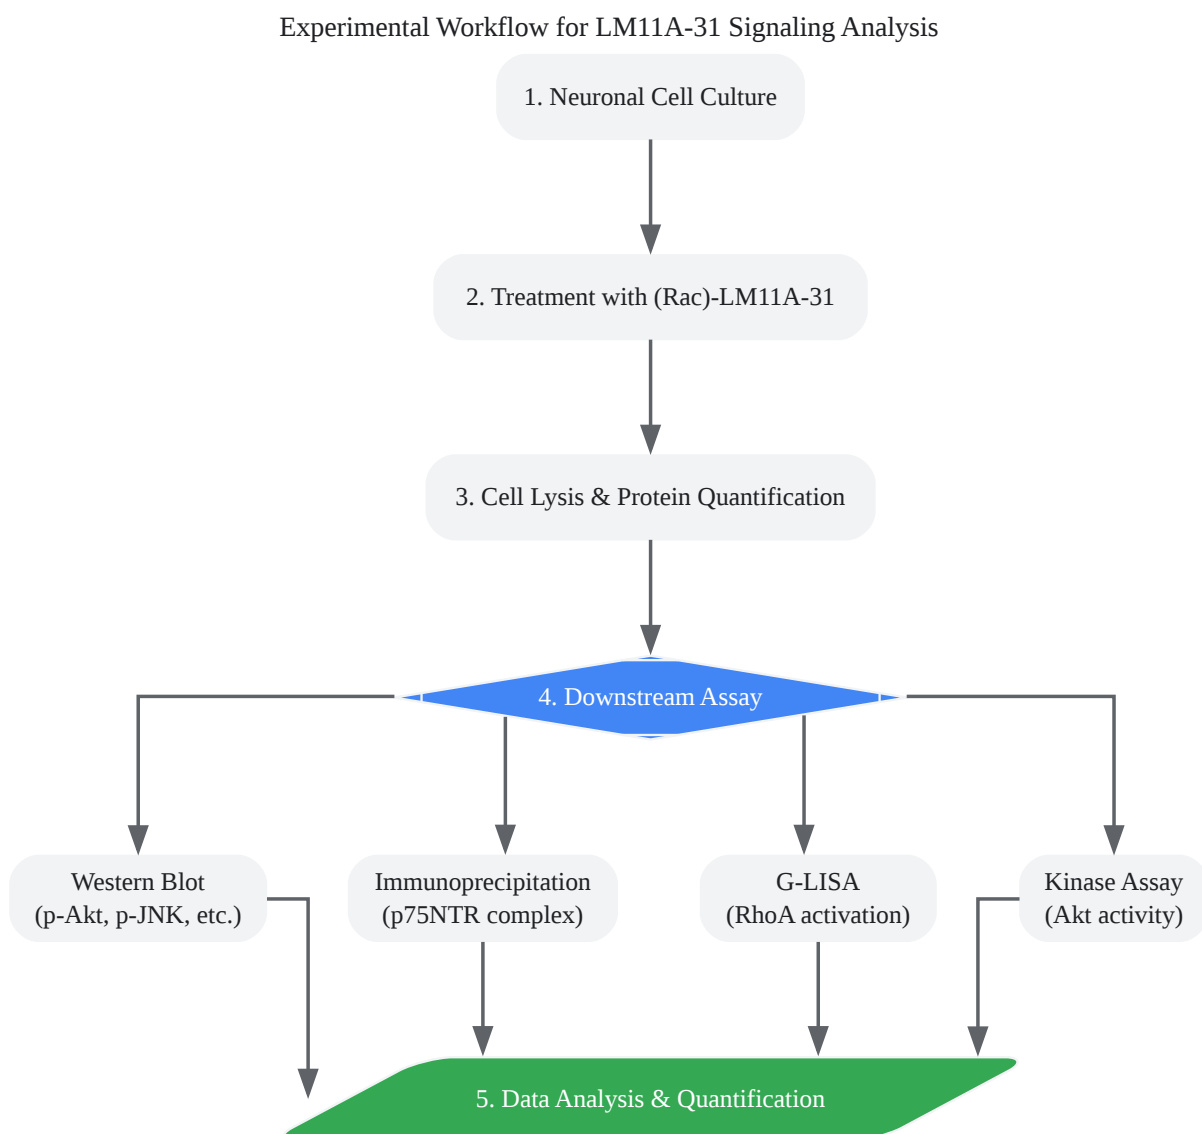 Experimental Workflow for LM11A-31 Signaling Analysis
1. Neuronal Cell Culture
2. Treatment with (Rac)-LM11A-31
3. Cell Lysis & Protein Quantification
4. Downstream Assay
Western Blot
(p-Akt, p-JNK, etc.)
Immunoprecipitation
(p75NTR complex)
G-LISA
(RhoA activation)
Kinase Assay
(Akt activity)
5. Data Analysis & Quantification